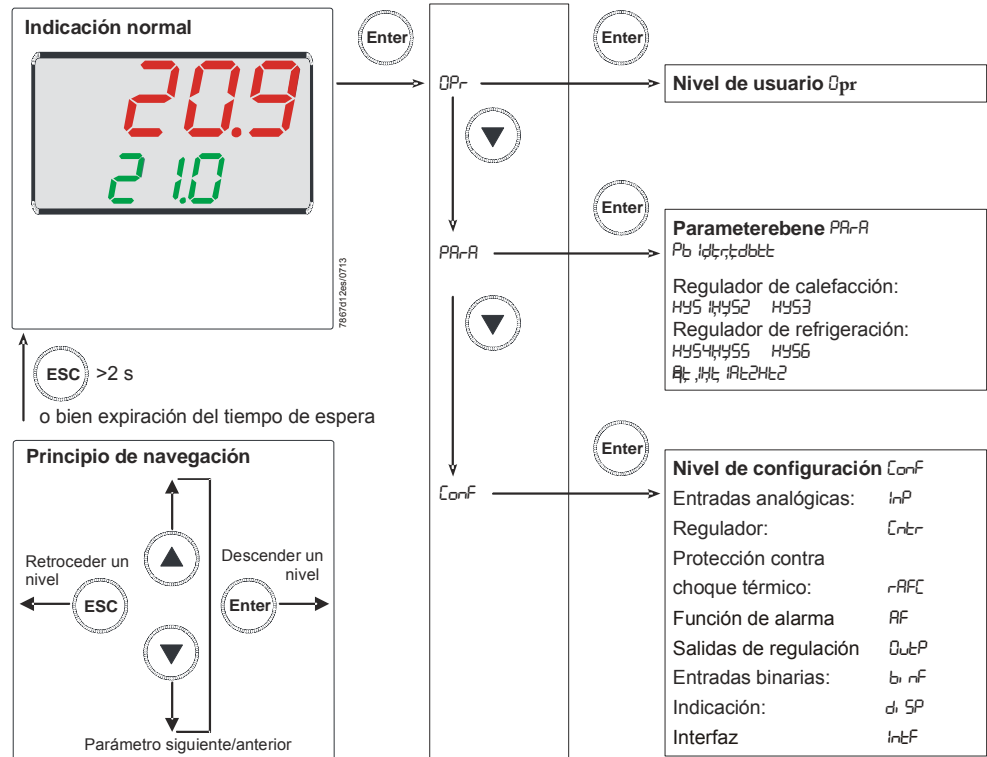 Indicación normal
20.9
21.0
7867d12es/0713
ESC >2 s
o bien expiración del tiempo de espera
Principio de navegación
Retroceder un
nivel
ESC
Descender un
nivel
Enter
Parámetro siguiente/anterior
Enter
OPr
PArA
ConF
Enter
Nivel de usuario Opr
Enter
Parameterebene PArA
Regulador de calefacción:
HYS3
Regulador de refrigeración:
HYS6
Enter
Nivel de configuración ConF
Entradas analógicas: InP
Regulador: Cntr
Protección contra
choque térmico: rAFC
Función de alarma AF
Salidas de regulación OutP
Entradas binarias: binF
Indicación: diSP
Interfaz IntF